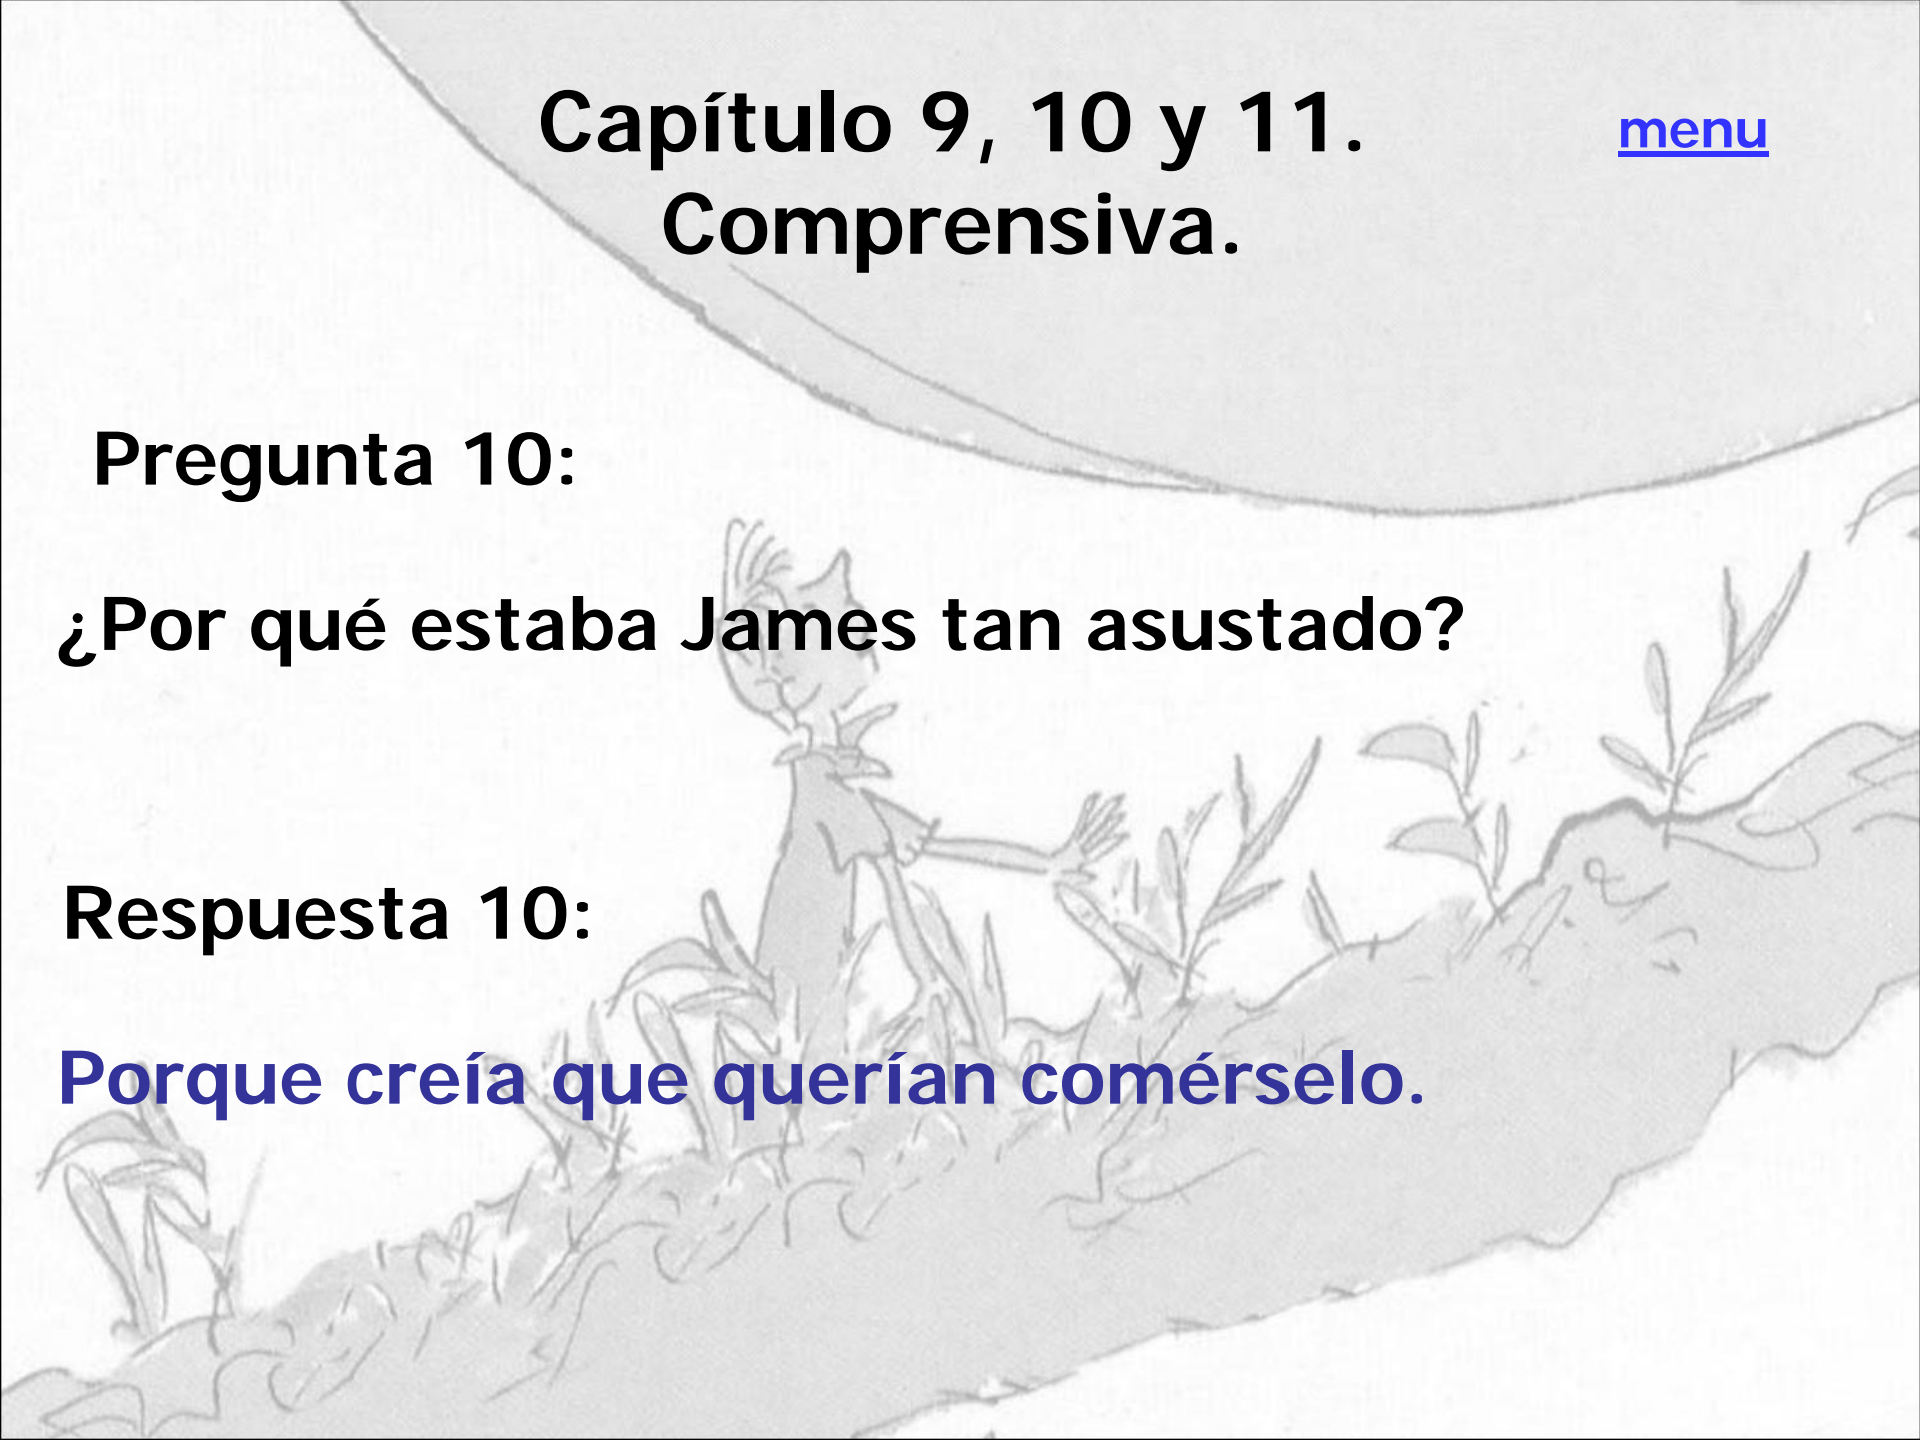 Capítulo 9, 10 y 11.
menu
Comprensiva.
Pregunta 10:
¿Por qué estaba James tan asustado?
Respuesta 10:
Porque creía que querían comérselo.